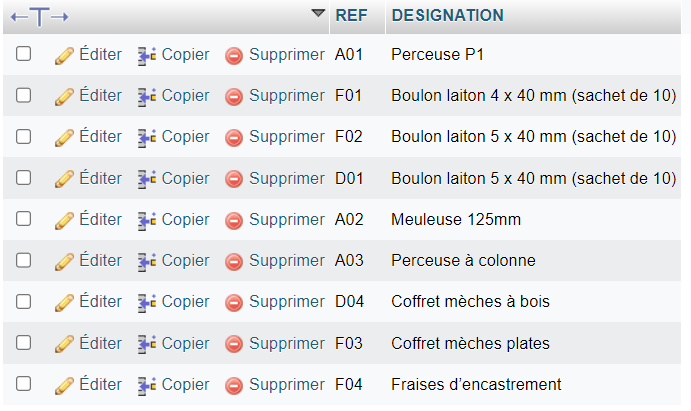 REF DESIGNATION
Éditer Copier Supprimer A01 Perceuse P1
Éditer Copier Supprimer F01 Boulon laiton 4 x 40 mm (sachet de 10)
Éditer Copier Supprimer F02 Boulon laiton 5 x 40 mm (sachet de 10)
Éditer Copier Supprimer D01 Boulon laiton 5 x 40 mm (sachet de 10)
Éditer Copier Supprimer A02 Meuleuse 125mm
Éditer Copier Supprimer A03 Perceuse à colonne
Éditer Copier Supprimer D04 Coffret mèches à bois
Éditer Copier Supprimer F03 Coffret mèches plates
Éditer Copier Supprimer F04 Fraises d’encastrement